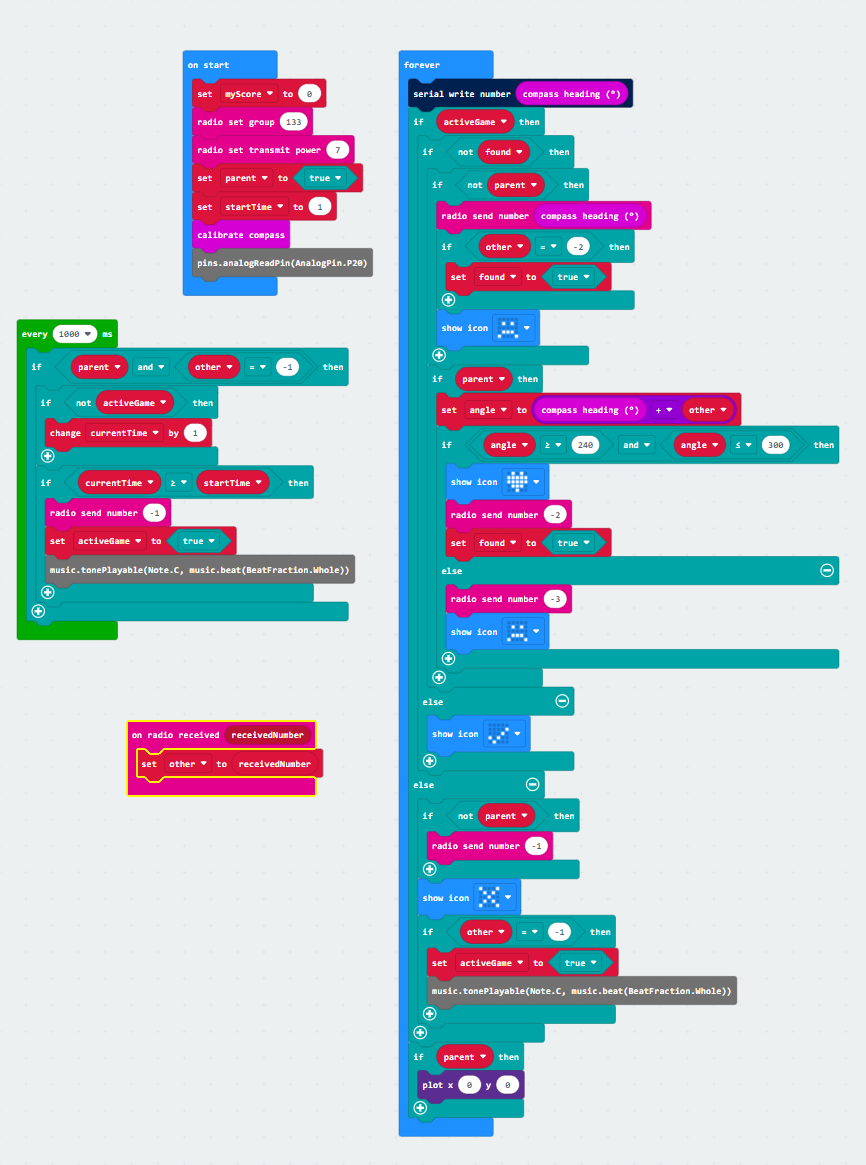 on start
set myScore to 0
radio set group 133
radio set transmit power 7
set parent to true
set startTime to 1
calibrate compass
pins.analogReadPin(AnalogPin.P20)
every 1000 ms
if parent and other = -1 then
if not activeGame then
change currentTime by 1
if currentTime ≥ startTime then
radio send number -1
set activeGame to true
music.tonePlayable(Note.C, music.beat(BeatFraction.Whole))
on radio received receivedNumber
set other to receivedNumber
forever
serial write number compass heading (°)
if activeGame then
if not found then
if not parent then
radio send number compass heading (°)
if other = -2 then
set found to true
show icon
if parent then
set angle to compass heading (°) + other
if angle ≥ 240 and angle ≤ 300 then
show icon
radio send number -2
set found to true
else
radio send number -3
show icon
else
show icon
else
if not parent then
radio send number -1
show icon
if other = -1 then
set activeGame to true
music.tonePlayable(Note.C, music.beat(BeatFraction.Whole))
if parent then
plot x 0 y 0